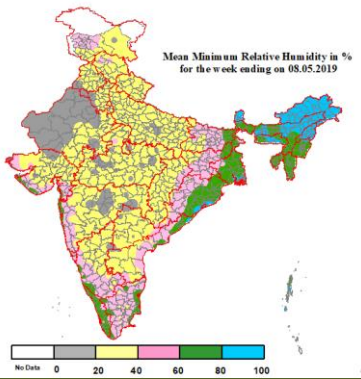 Mean Minimum Relative Humidity in %
for the week ending on 08.05.2019
No Data 0 20 40 60 80 100